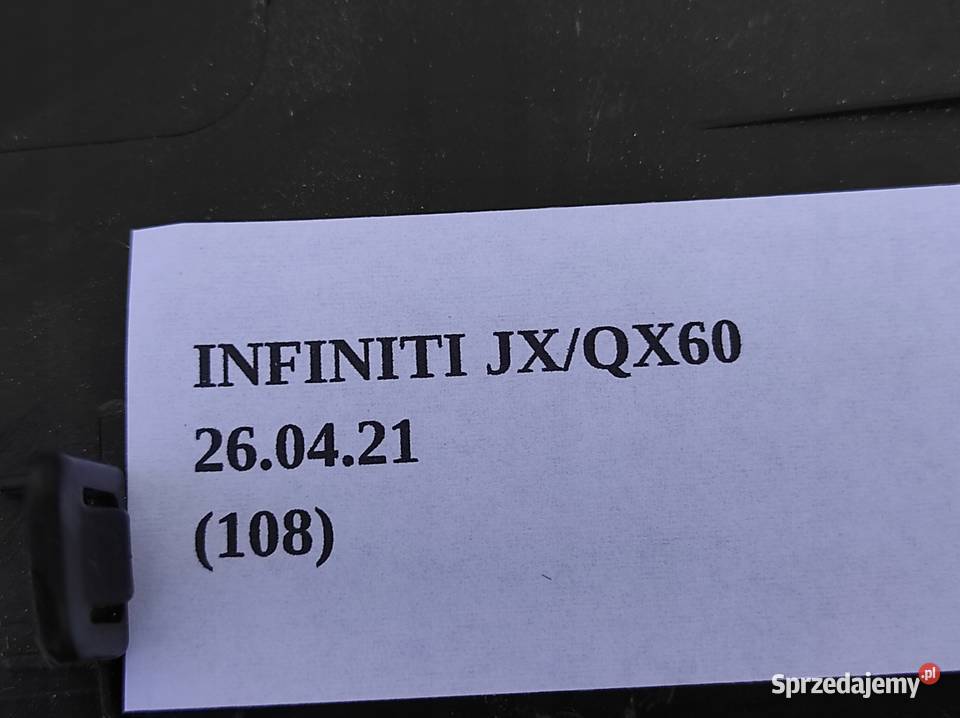 INFINITI JX/QX60
26.04.21
(108)
Sprzedajemy.pl